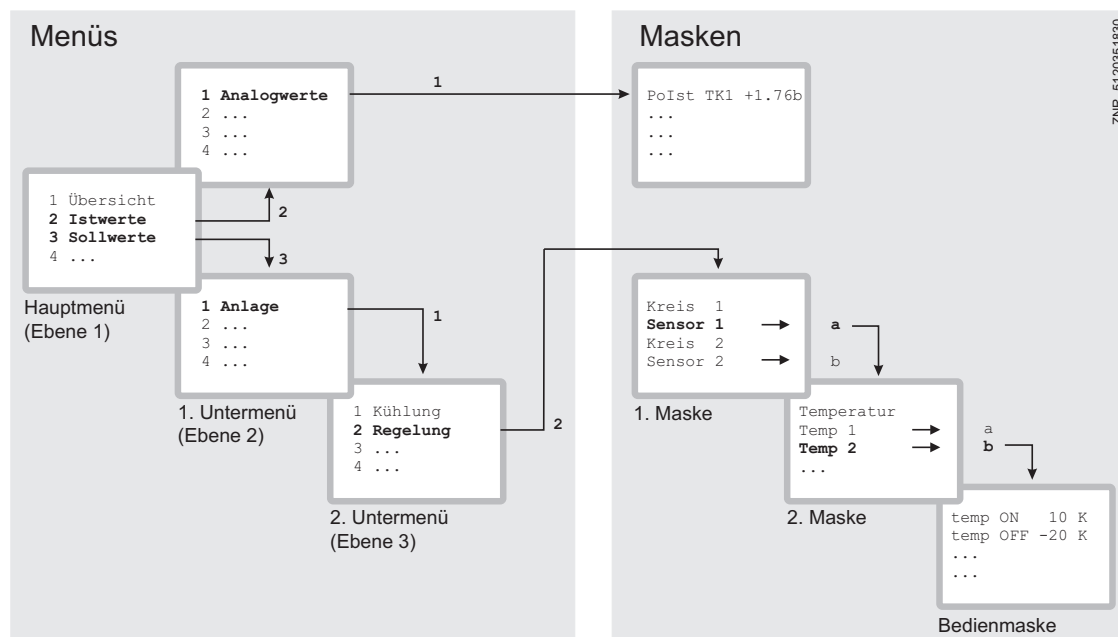 Menüs
1 Analogwerte
2 ...
3 ...
4 ...
1
1 Übersicht
2 Istwerte
3 Sollwerte
4 ...
2
3
Hauptmenü
(Ebene 1)
1 Anlage
2 ...
3 ...
4 ...
1
1. Untermenü
(Ebene 2)
1 Kühlung
2 Regelung
3 ...
4 ...
2
2. Untermenü
(Ebene 3)
Masken
PoIst TK1 +1.76b
...
...
...
Kreis 1
Sensor 1 a
Kreis 2
Sensor 2 b
1. Maske
Temperatur
Temp 1 a
Temp 2 b
...
2. Maske
temp ON 10 K
temp OFF -20 K
...
...
Bedienmaske
ZNR. 5120351830